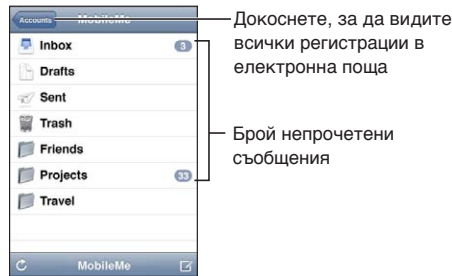 Accounts MobileMe
Inbox 3
Drafts
Sent
Trash
Friends
Projects 33
Travel
MobileMe
Докоснете, за да видите
всички регистрации в
електронна поща
Брой непрочетени
съобщения